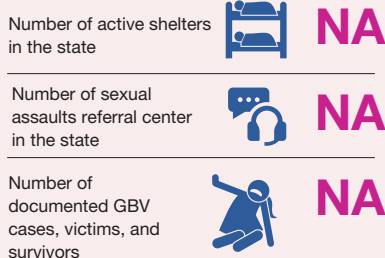 Number of active shelters
in the state
NA
Number of sexual
assaults referral center
in the state
NA
Number of
documented GBV
cases, victims, and
survivors
NA